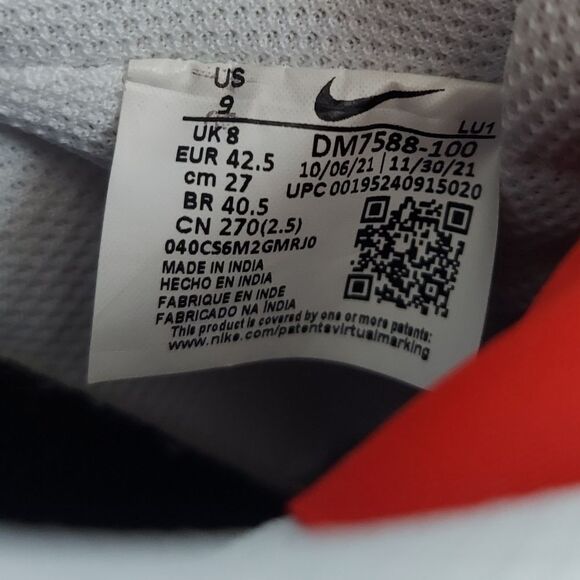 US
9
UK 8
EUR 42.5
cm 27
BR 40.5
CN 270(2.5)
040CS6M2GMRJ0
MADE IN INDIA
HECHO EN INDIA
FABRIQUE EN INDE
FABRICADO NA ÍNDIA
LU1
DM7588-100
10/06/21 | 11/30/21
UPC 00195240915020
This product is covered by one or more patents:
www.nike.com/patentsvirtualmarking